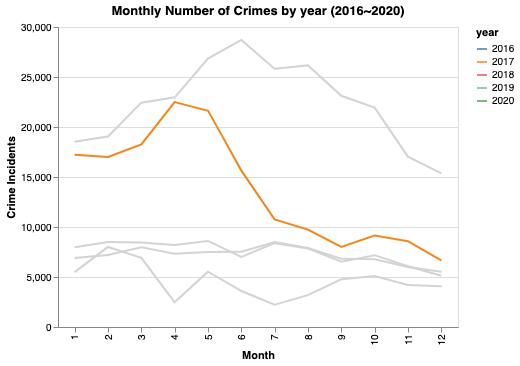 Monthly Number of Crimes by year (2016~2020)
30,000
25,000
20,000
15,000
10,000
5,000
0
Crime Incidents
1 2 3 4 5 6 7 8 9 10 11 12
Month
year
2016
2017
2018
2019
2020